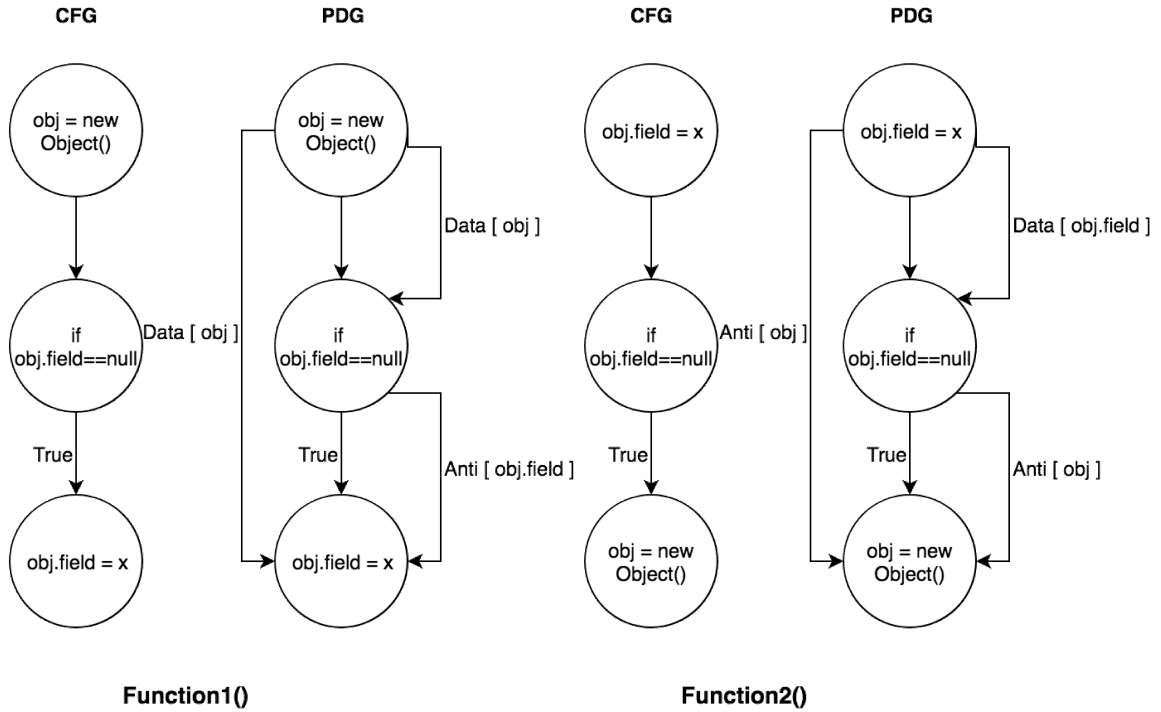 CFG
PDG
CFG
PDG
obj = new
Object()
obj = new
Object()
obj.field = x
obj.field = x
Data [ obj ]
Data [ obj.field ]
if
obj.field==null
Data [ obj ]
if
obj.field==null
if
obj.field==null
Anti [ obj ]
if
obj.field==null
True
True
Anti [ obj.field ]
True
True
Anti [ obj ]
obj.field = x
obj.field = x
obj = new
Object()
obj = new
Object()
Function1()
Function2()